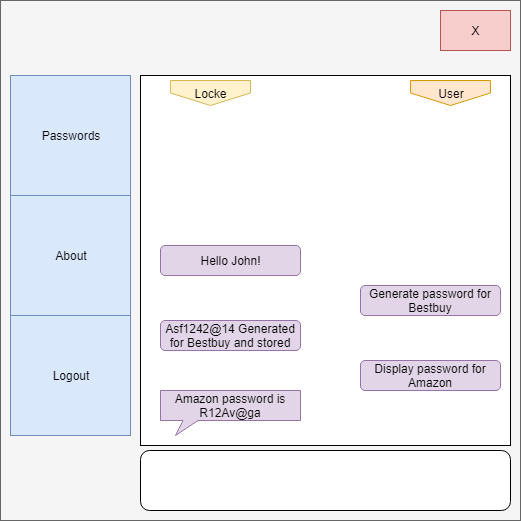 X
Locke
User
Passwords
About
Logout
Hello John!
Generate password for
Bestbuy
Asf1242@14 Generated
for Bestbuy and stored
Display password for
Amazon
Amazon password is
R12Av@ga